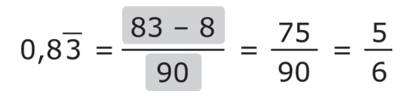 0,83̅ = (83 – 8)/90 = 75/90 = 5/6